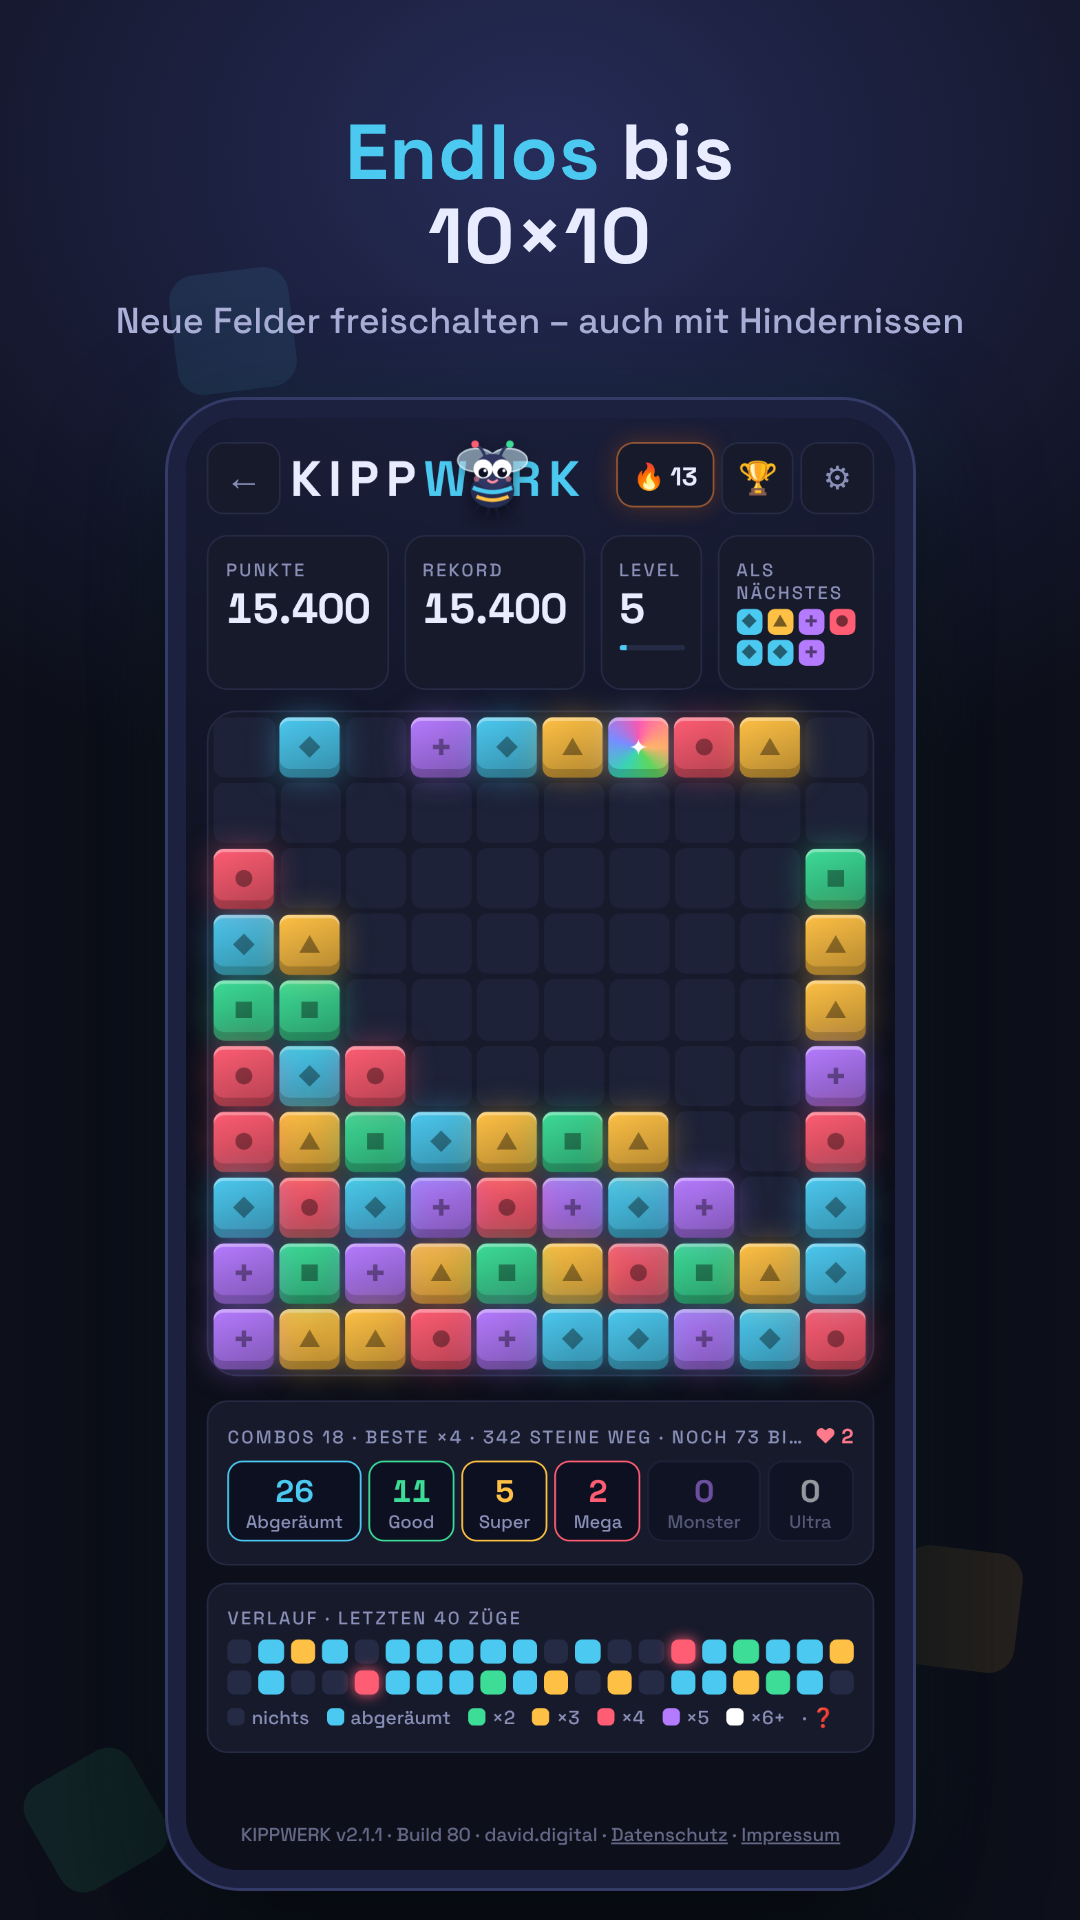 Endlos bis
10×10
Neue Felder freischalten – auch mit Hindernissen
← KIPPWERK 🔥 13 🏆 ⚙
PUNKTE
15.400
REKORD
15.400
LEVEL
5
ALS
NÄCHSTES
COMBOS 18 · BESTE ×4 · 342 STEINE WEG · NOCH 73 BI… ♥ 2
26 11 5 2 0 0
Abgeräumt Good Super Mega Monster Ultra
VERLAUF · LETZTEN 40 ZÜGE
nichts abgeräumt ×2 ×3 ×4 ×5 ×6+ · ❓
KIPPWERK v2.1.1 · Build 80 · david.digital · Datenschutz · Impressum